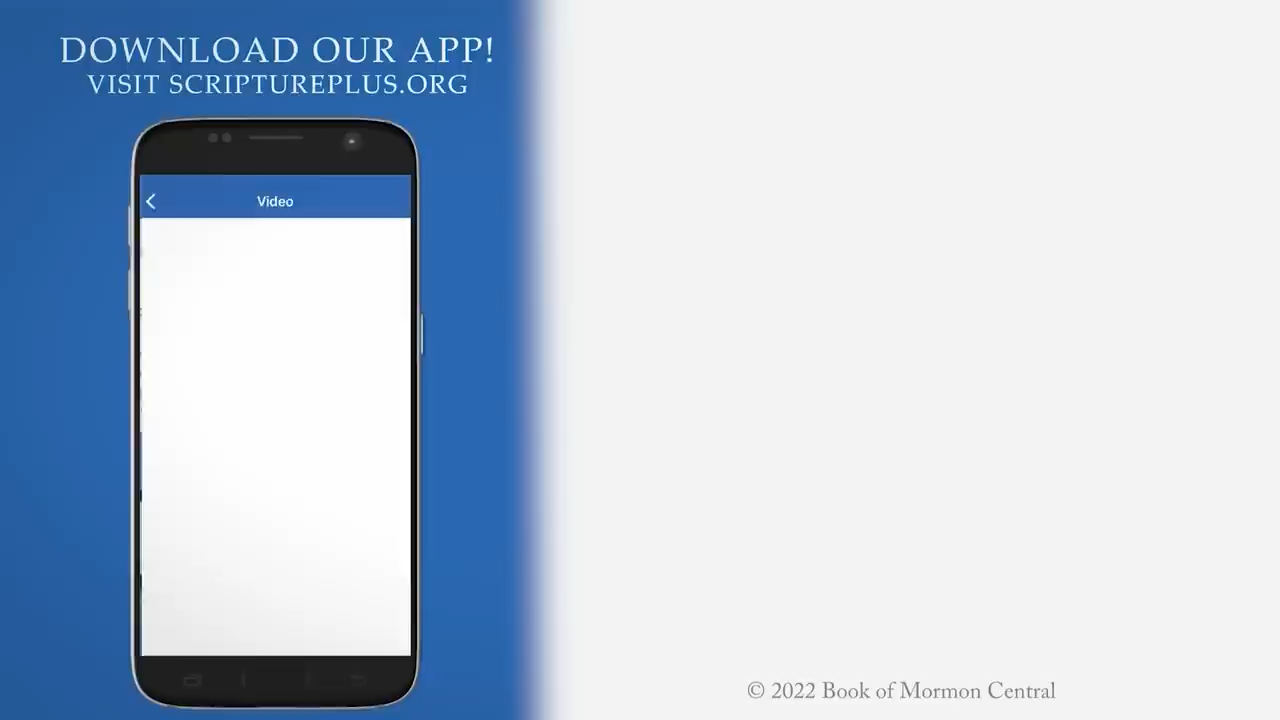 DOWNLOAD OUR APP!
VISIT SCRIPTUREPLUS.ORG
Video
© 2022 Book of Mormon Central